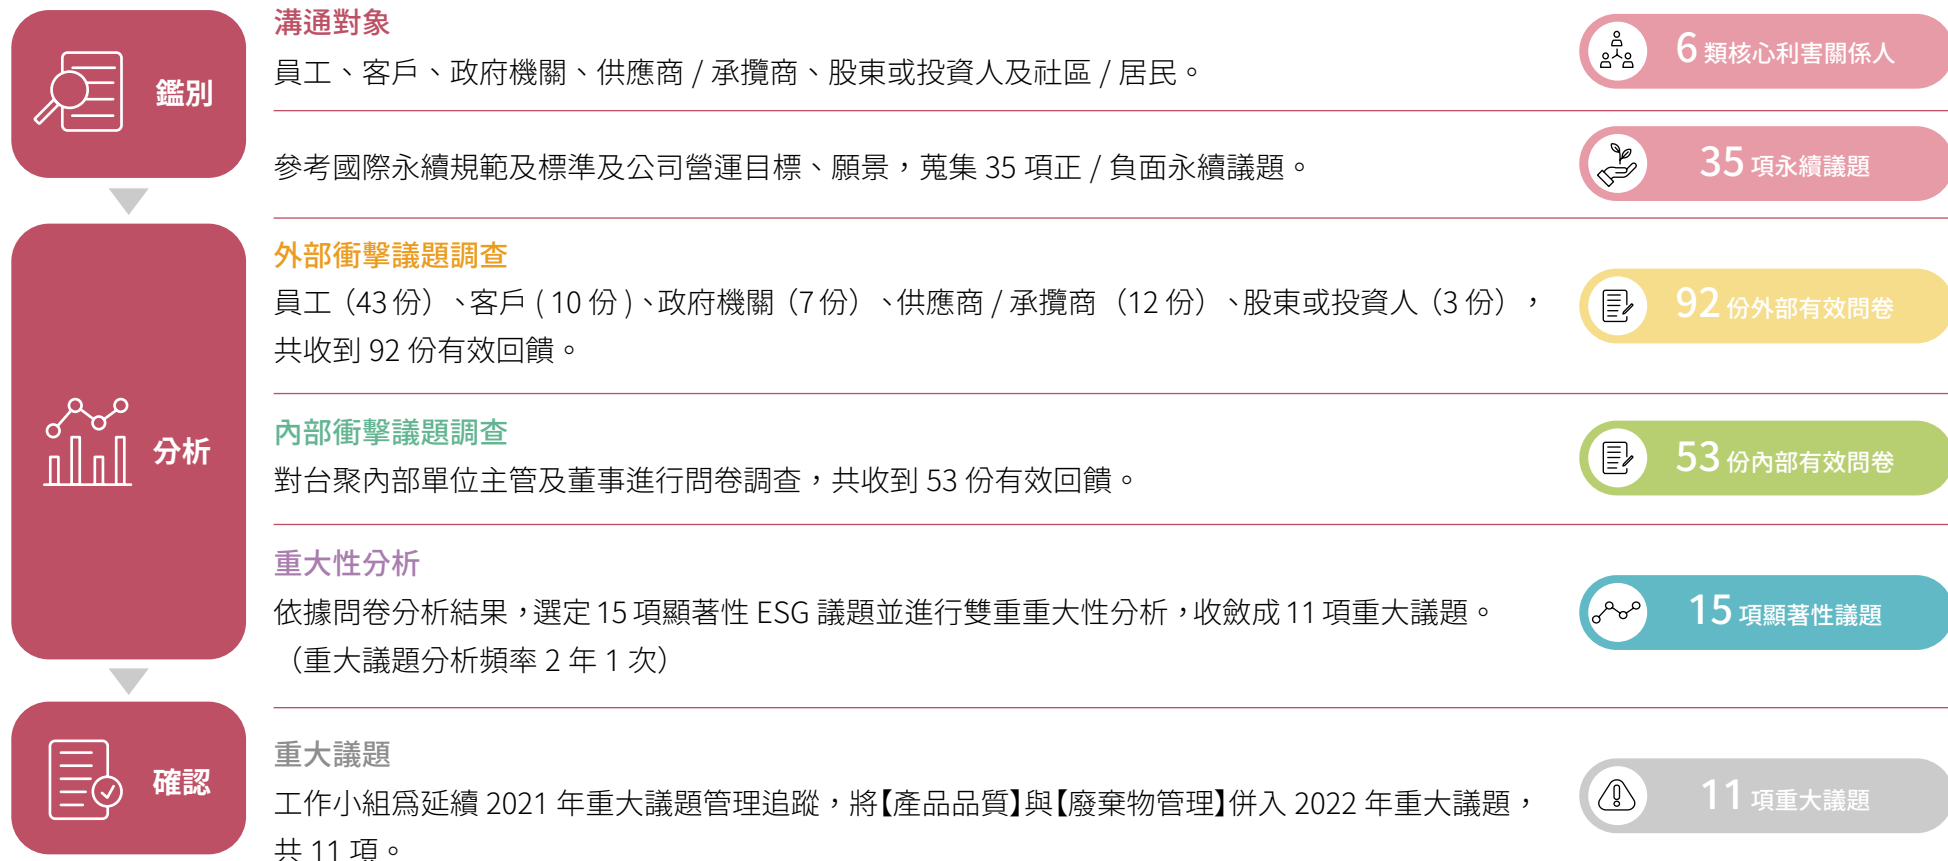 鑑別
溝通對象
員工、客戶、政府機關、供應商 / 承攬商、股東或投資人及社區 / 居民。
6 類核心利害關係人
參考國際永續規範及標準及公司營運目標、願景，蒐集 35 項正 / 負面永續議題。
35 項永續議題
分析
外部衝擊議題調查
員工（43 份）、客戶 ( 10 份 )、政府機關（7 份）、供應商 / 承攬商（12 份）、股東或投資人（3 份），
共收到 92 份有效回饋。
92 份外部有效問卷
內部衝擊議題調查
對台聚內部單位主管及董事進行問卷調查，共收到 53 份有效回饋。
53 份內部有效問卷
重大性分析
依據問卷分析結果，選定 15 項顯著性 ESG 議題並進行雙重重大性分析，收斂成 11 項重大議題。
（重大議題分析頻率 2 年 1 次）
15 項顯著性議題
確認
重大議題
工作小組為延續 2021 年重大議題管理追蹤，將【產品品質】與【廢棄物管理】併入 2022 年重大議題，
共 11 項。
11 項重大議題